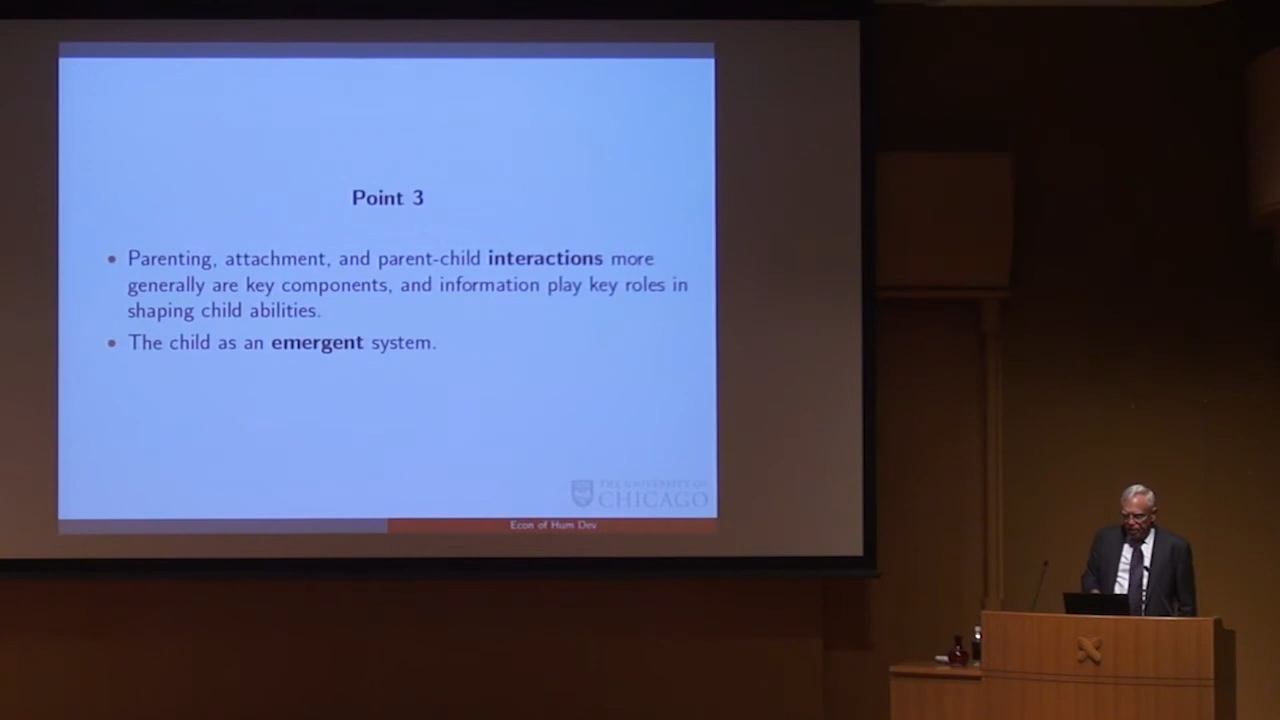 Point 3
• Parenting, attachment, and parent-child interactions more
generally are key components, and information play key roles in
shaping child abilities.
• The child as an emergent system.
THE UNIVERSITY OF
CHICAGO
Econ of Hum Dev